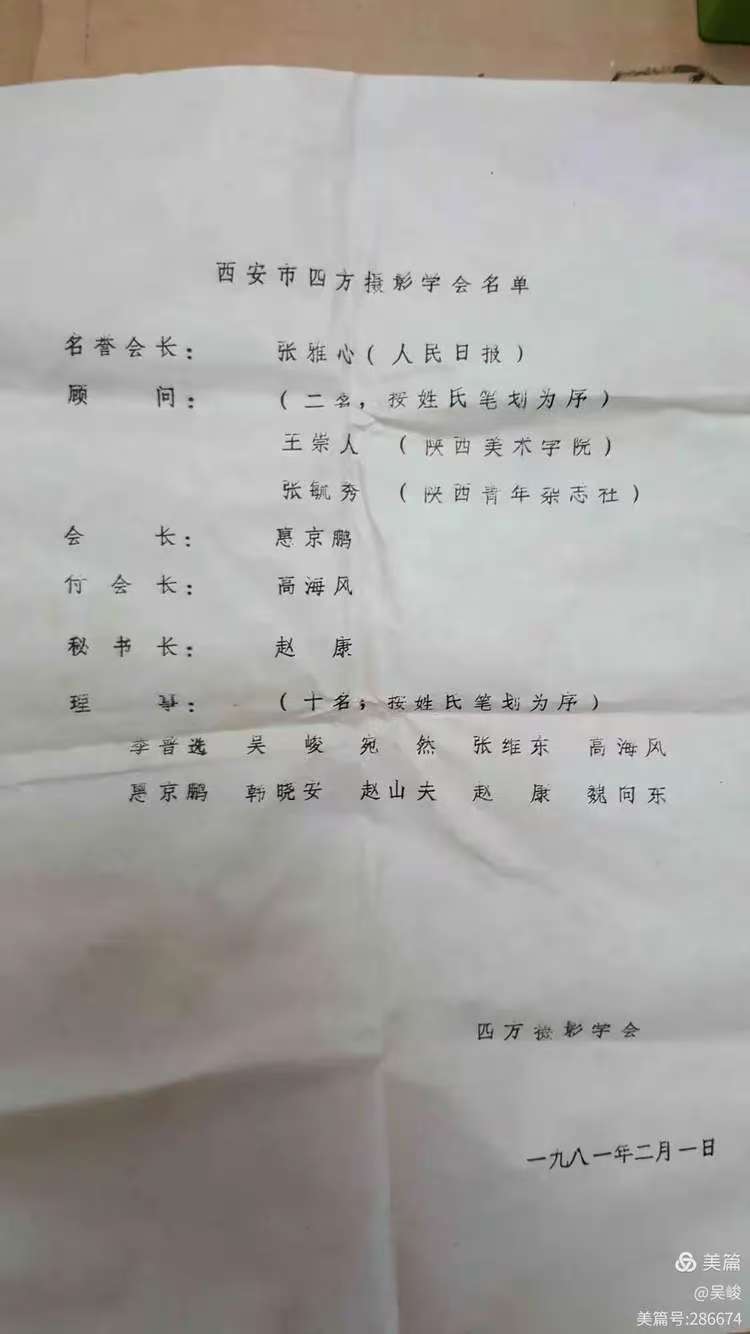 西安市四方摄影学会名单
名誉会长： 张雅心（人民日报）
顾 问： （二名，按姓氏笔划为序）
王崇人 （陕西美术学院）
张毓秀 （陕西青年杂志社）
会 长： 惠京鹏
付会长： 高海风
秘书长： 赵 康
理 事： （十名，按姓氏笔划为序）
李晋选 吴 峻 宛 然 张维东 高海风
惠京鹏 韩晓安 赵山夫 赵 康 魏向东
四方摄影学会
一九八一年二月一日
美篇
@吴峻
美篇号:286674